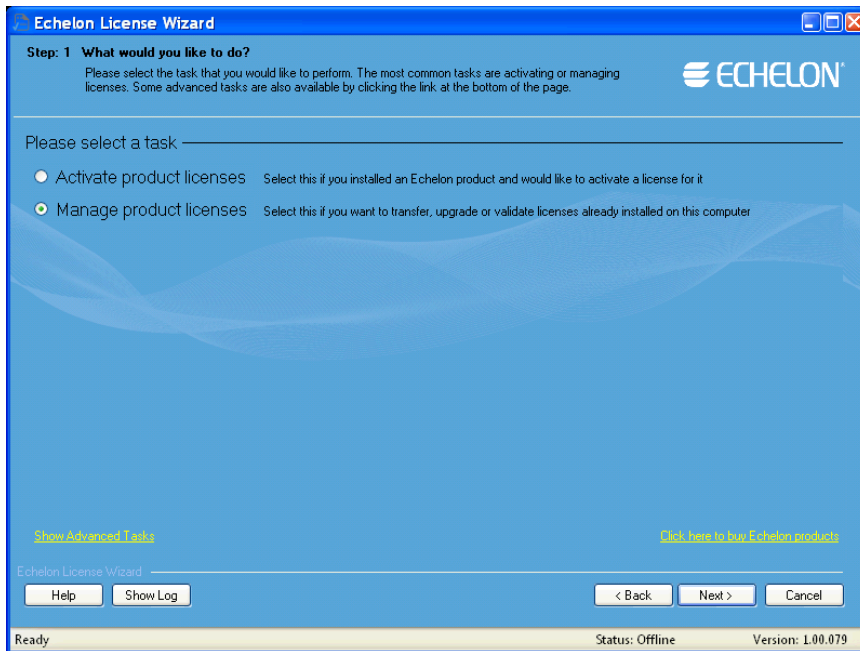 Echelon License Wizard
Step: 1 What would you like to do?
Please select the task that you would like to perform. The most common tasks are activating or managing
licenses. Some advanced tasks are also available by clicking the link at the bottom of the page.
ECHELON
Please select a task
Activate product licenses Select this if you installed an Echelon product and would like to activate a license for it
Manage product licenses Select this if you want to transfer, upgrade or validate licenses already installed on this computer
Show Advanced Tasks Click here to buy Echelon products
Echelon License Wizard
Help Show Log < Back Next > Cancel
Ready Status: Offline Version: 1.00.079